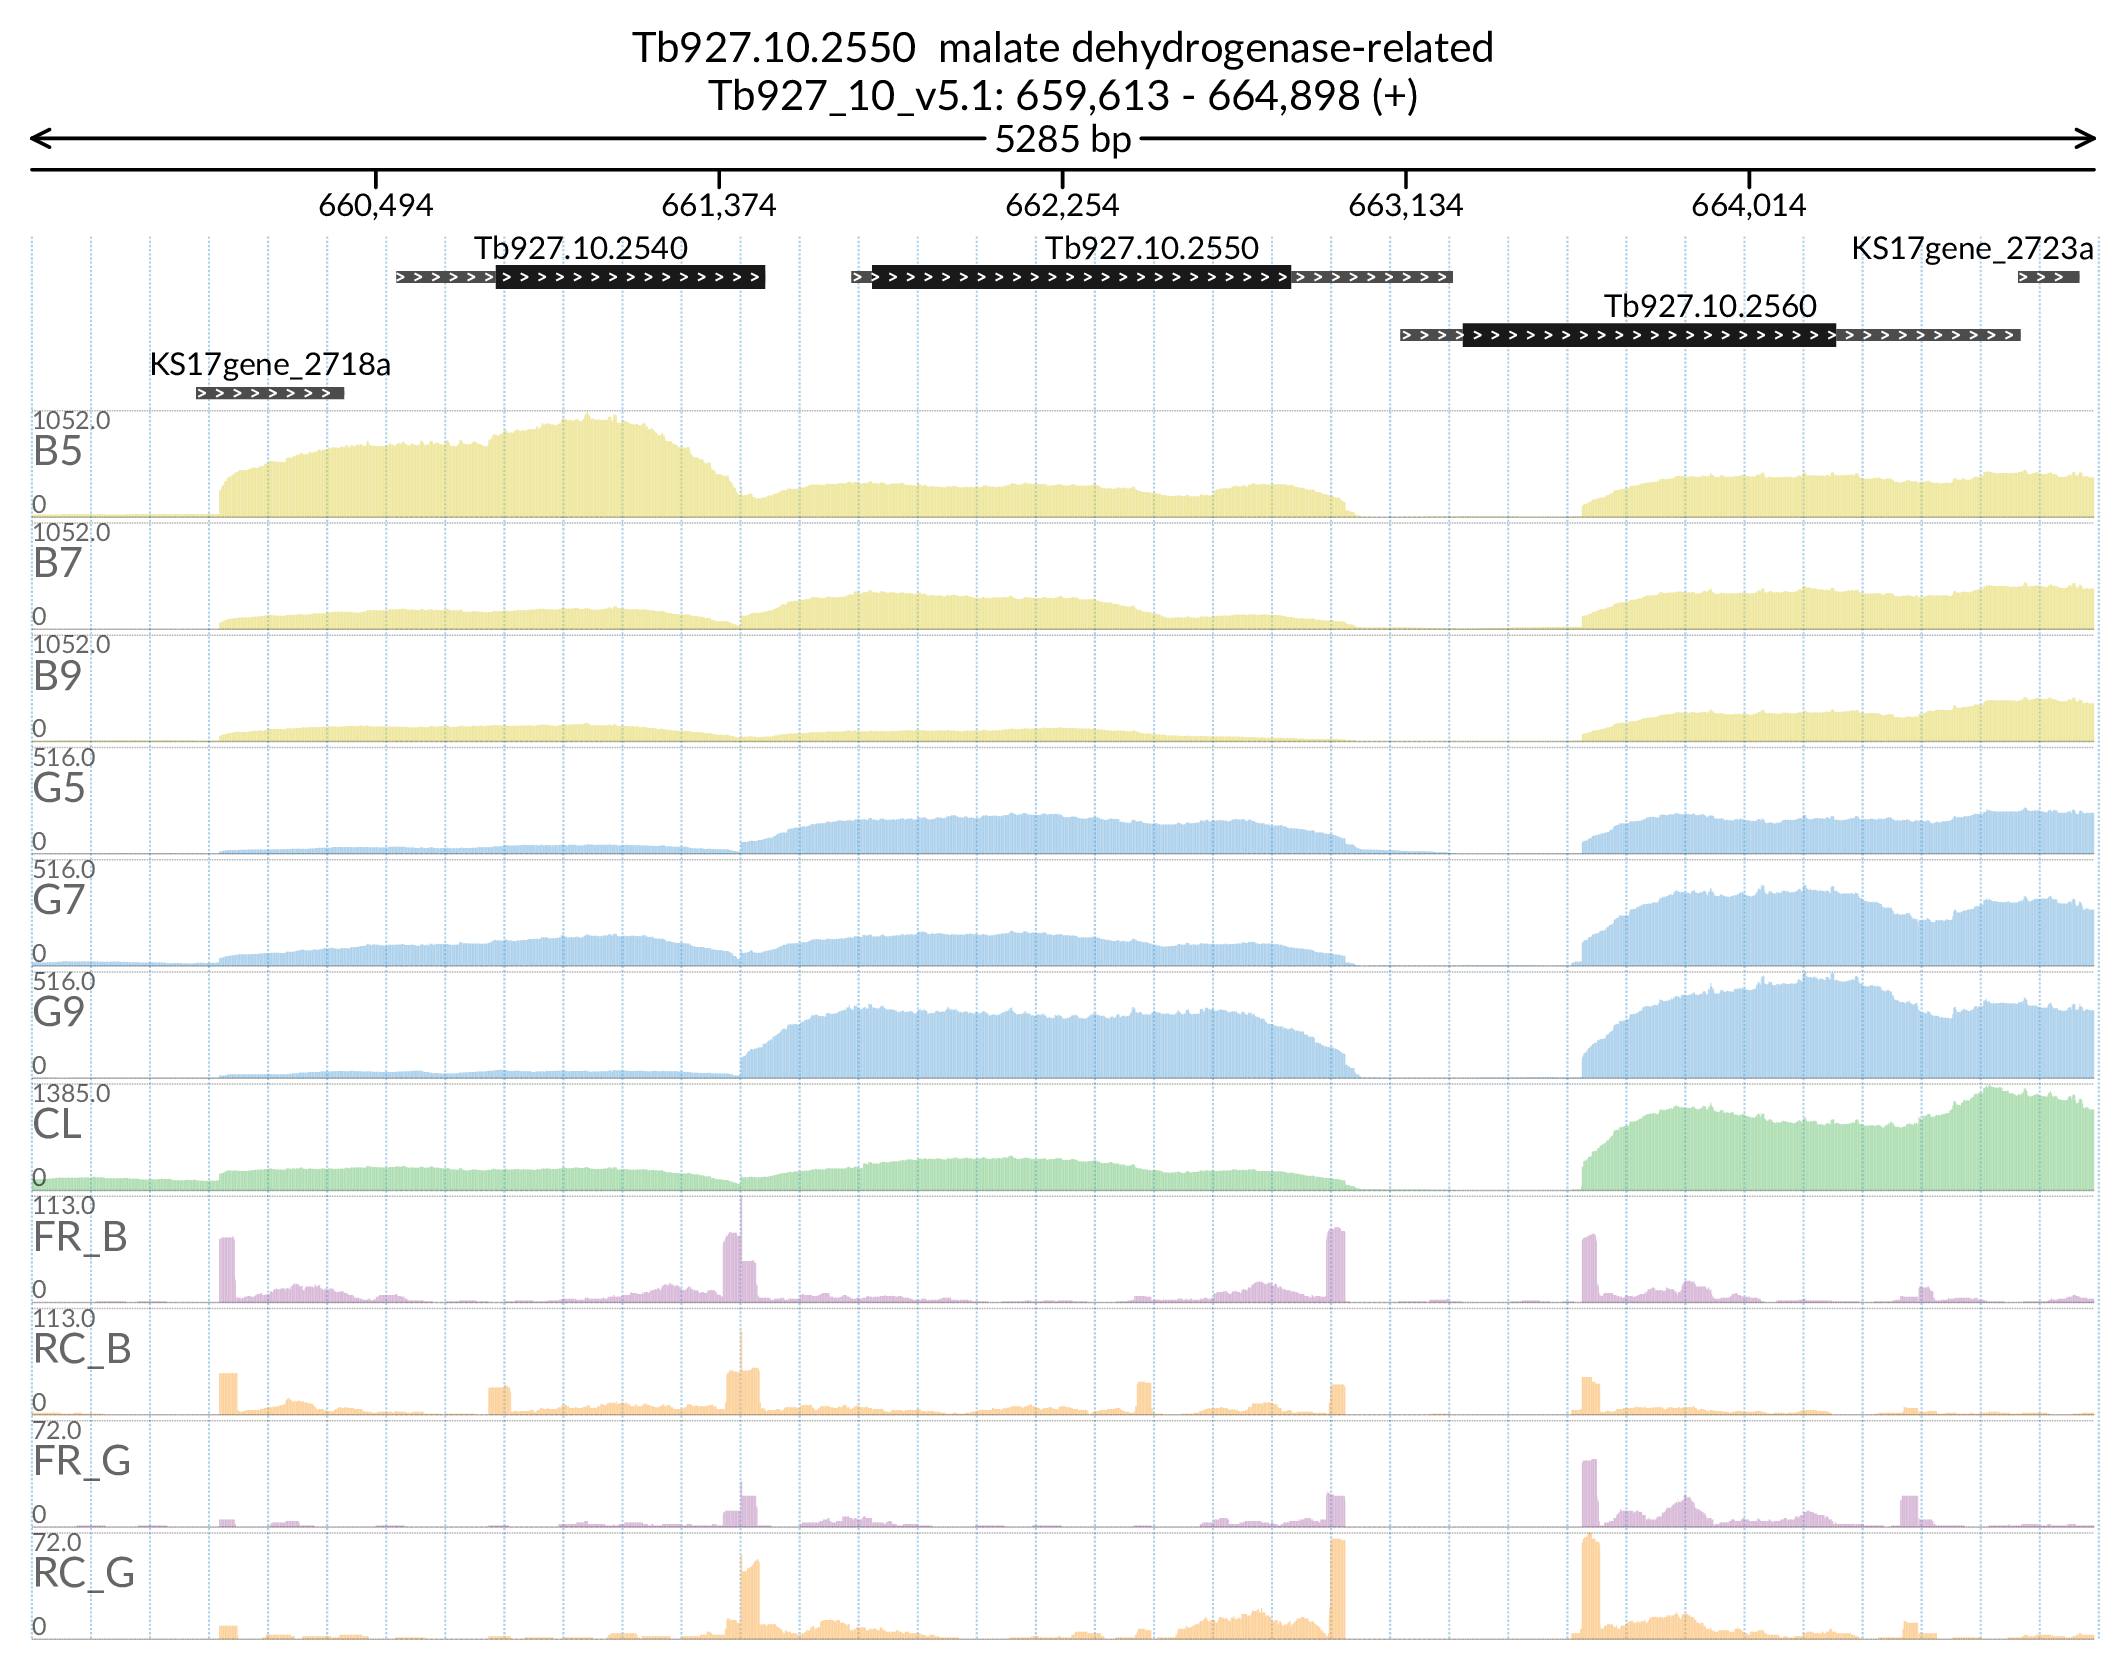 Tb927.10.2550 malate dehydrogenase-related
Tb927_10_v5.1: 659,613 - 664,898 (+)
5285 bp
660,494 661,374 662,254 663,134 664,014
Tb927.10.2540 Tb927.10.2550 KS17gene_2723a
Tb927.10.2560
KS17gene_2718a
1052.0
B5
0
1052.0
B7
0
1052.0
B9
0
516.0
G5
0
516.0
G7
0
516.0
G9
0
1385.0
CL
0
113.0
FR_B
0
113.0
RC_B
0
72.0
FR_G
0
72.0
RC_G
0